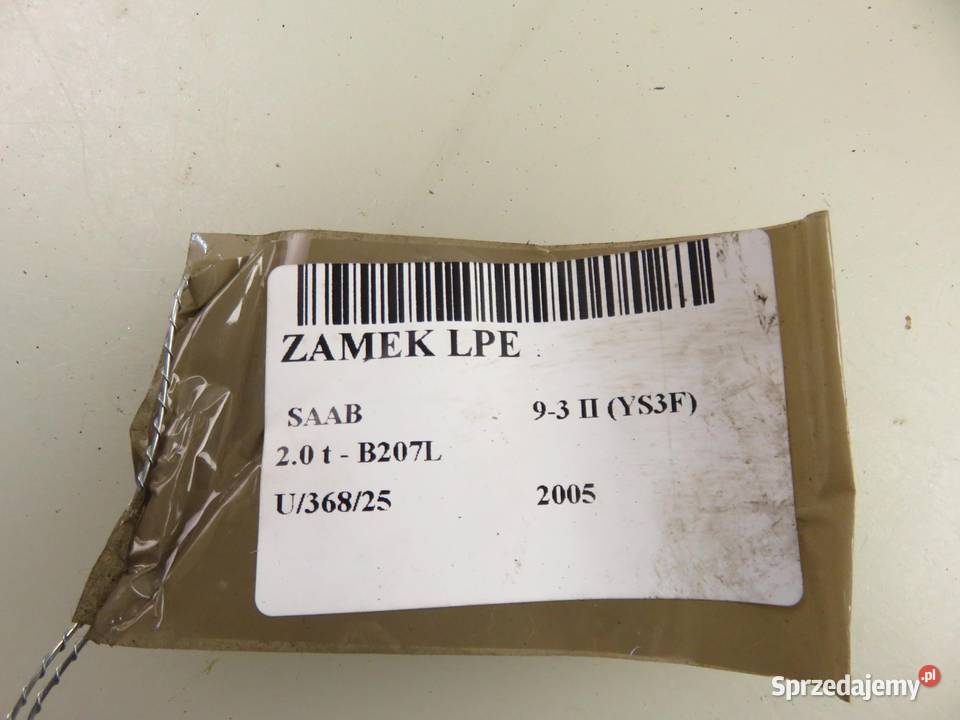 ZAMEK LPE
SAAB 9-3 II (YS3F)
2.0 t - B207L
U/368/25 2005
Sprzedajemy.pl